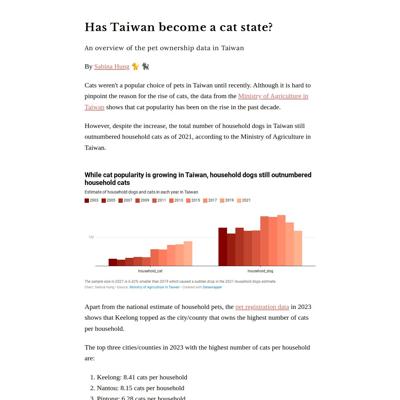 Has Taiwan become a cat state?
An overview of the pet ownership data in Taiwan
By Sabina Hung
Cats weren't a popular choice of pets in Taiwan until recently. Although it is hard to
pinpoint the reason for the rise of cats, the data from the Ministry of Agriculture in
Taiwan shows that cat popularity has been on the rise in the past decade.
However, despite the increase, the total number of household dogs in Taiwan still
outnumbered household cats as of 2021, according to the Ministry of Agriculture in
Taiwan.
While cat popularity is growing in Taiwan, household dogs still outnumbered
household cats
Estimate of household dogs and cats in each year in Taiwan
2003 2005 2007 2009 2011 2013 2015 2017 2019 2021
1M
household_cat household_dog
The sample size in 2021 is 6.42% smaller than 2019 which caused a sudden drop in the 2021 household dogs estimate.
Chart: Sabina Hung • Source: Ministry of Agriculture in Taiwan • Created with Datawrapper
Apart from the national estimate of household pets, the pet registration data in 2023
shows that Keelong topped as the city/county that owns the highest number of cats
per household.
The top three cities/counties in 2023 with the highest number of cats per household
are:
1. Keelong: 8.41 cats per household
2. Nantou: 8.15 cats per household
3. Pintong: 6.28 cats per household